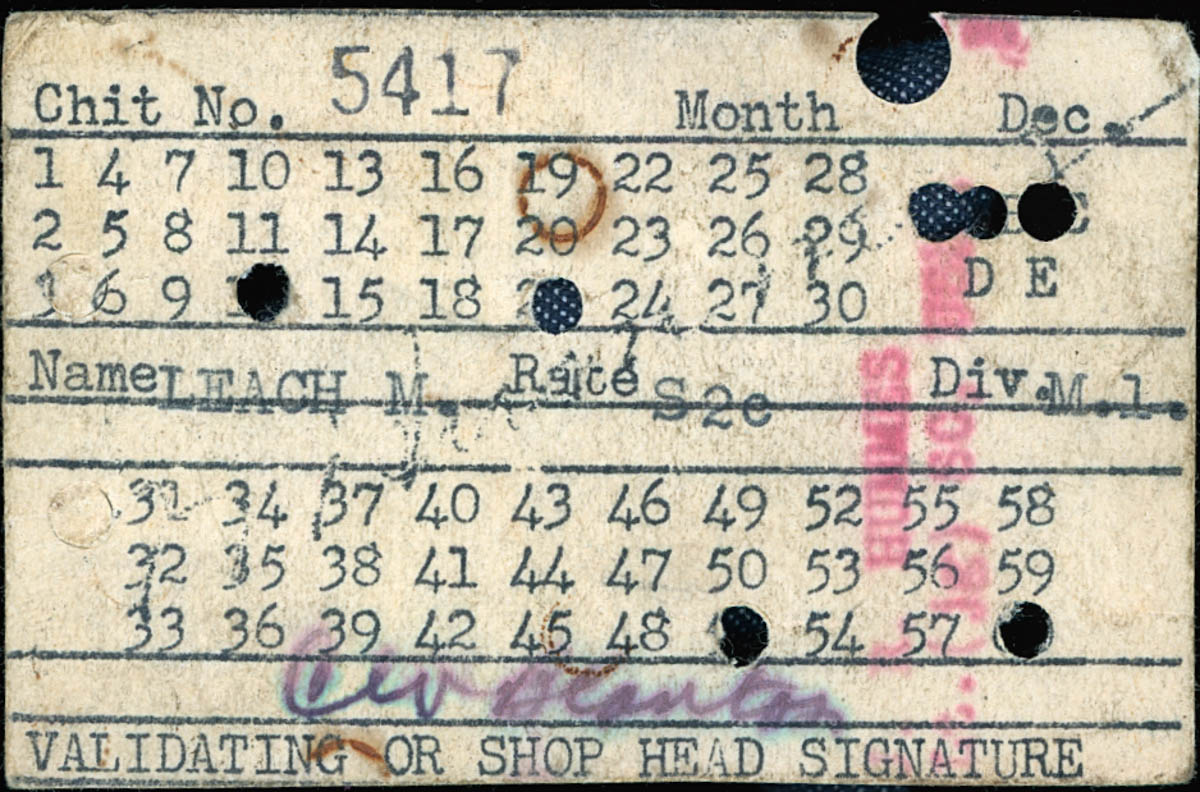 Chit No. 5417 Month Dec.
1 4 7 10 13 16 19 22 25 28
2 5 8 11 14 17 20 23 26 29 C
6 9 15 18 24 27 30 D E
Name LEACH M. Rate S2c Div. M.1.
31 34 37 40 43 46 49 52 55 58
32 35 38 41 44 47 50 53 56 59
33 36 39 42 45 48 54 57
VALIDATING OR SHOP HEAD SIGNATURE